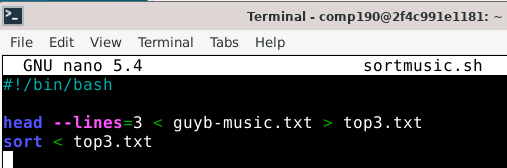 Terminal - comp190@2f4c991e1181: ~
File Edit View Terminal Tabs Help
GNU nano 5.4 sortmusic.sh
#!/bin/bash
head --lines=3 < guyb-music.txt > top3.txt
sort < top3.txt